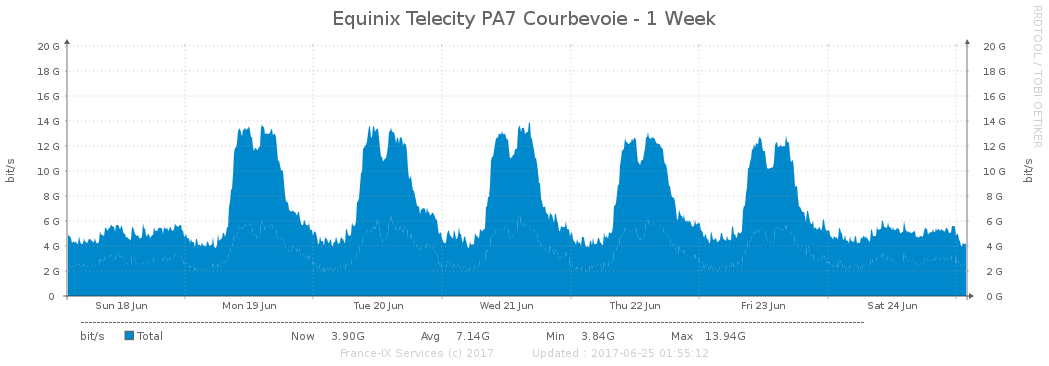 Equinix Telecity PA7 Courbevoie - 1 Week
RRDTOOL / TOBI OETIKER
bit/s
20 G
18 G
16 G
14 G
12 G
10 G
8 G
6 G
4 G
2 G
0
20 G
18 G
16 G
14 G
12 G
10 G
8 G
6 G
4 G
2 G
0 G
bit/s
Sun 18 Jun Mon 19 Jun Tue 20 Jun Wed 21 Jun Thu 22 Jun Fri 23 Jun Sat 24 Jun
bit/s Total Now 3.90G Avg 7.14G Min 3.84G Max 13.94G
France-IX Services (c) 2017 Updated : 2017-06-25 01:55:12